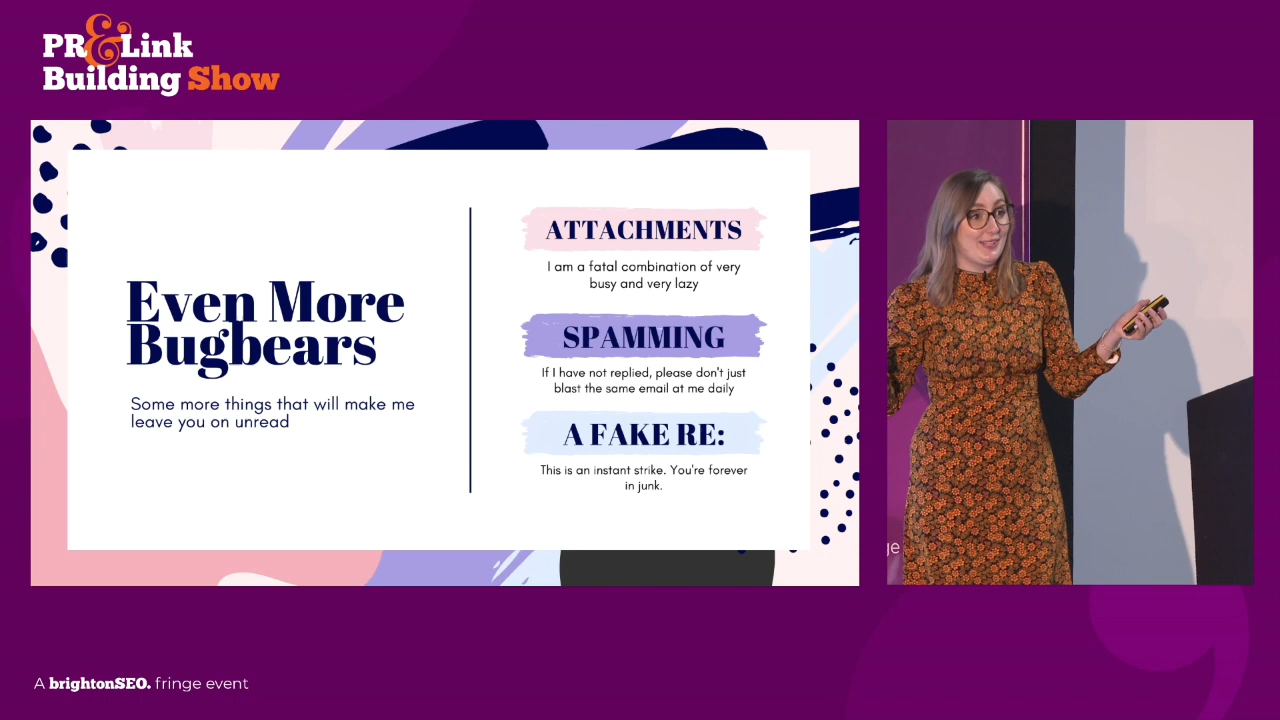 PR & Link
Building Show
Even More
Bugbears
Some more things that will make me
leave you on unread
ATTACHMENTS
I am a fatal combination of very
busy and very lazy
SPAMMING
If I have not replied, please don't just
blast the same email at me daily
A FAKE RE:
This is an instant strike. You're forever
in junk.
ge
A brightonSEO. fringe event